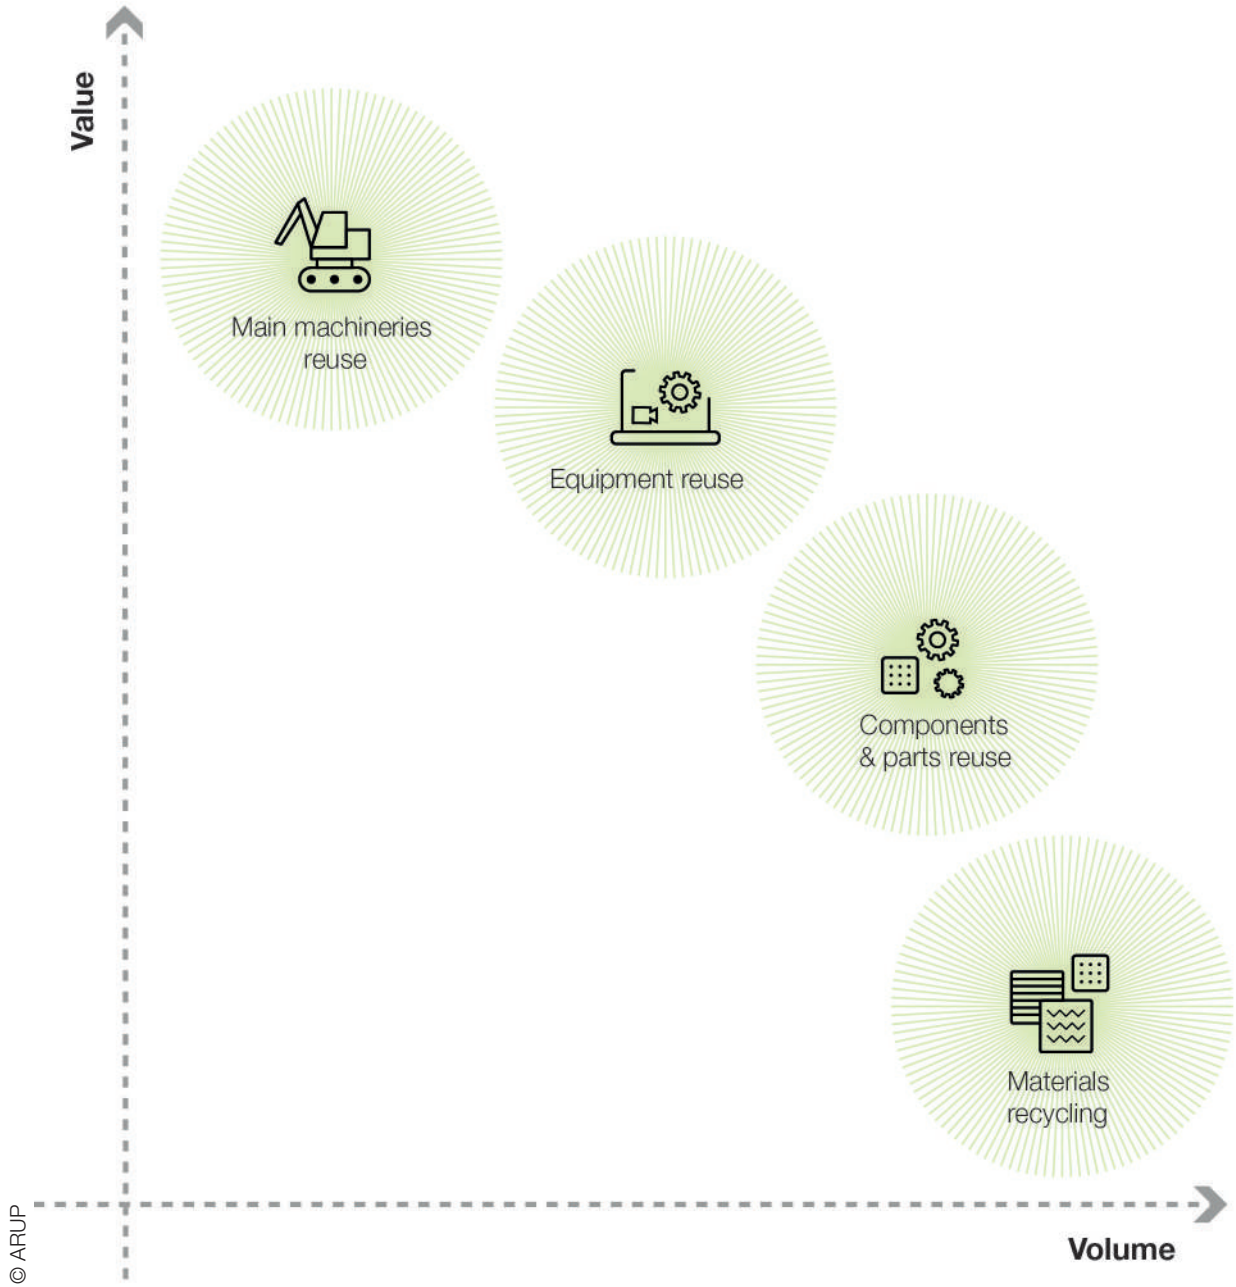 Value
Main machineries
reuse
Equipment reuse
Components
& parts reuse
Materials
recycling
Volume
© ARUP